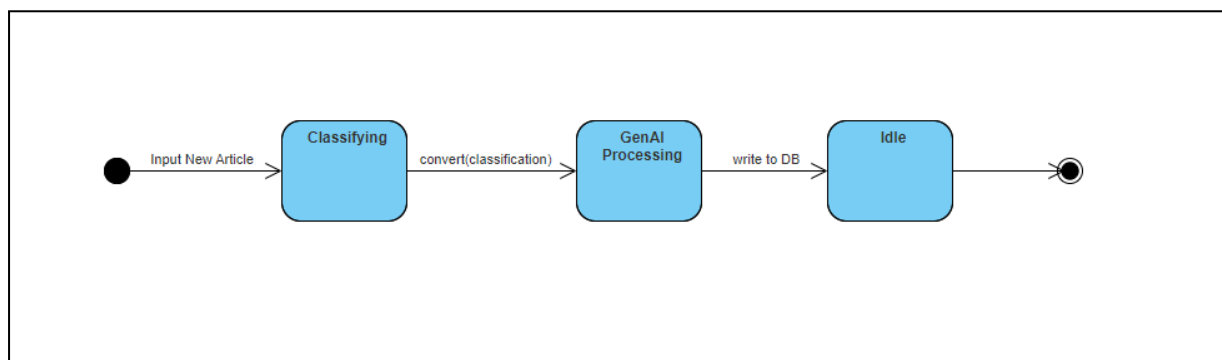 Input New Article
Classifying
convert(classification)
GenAI
Processing
write to DB
Idle